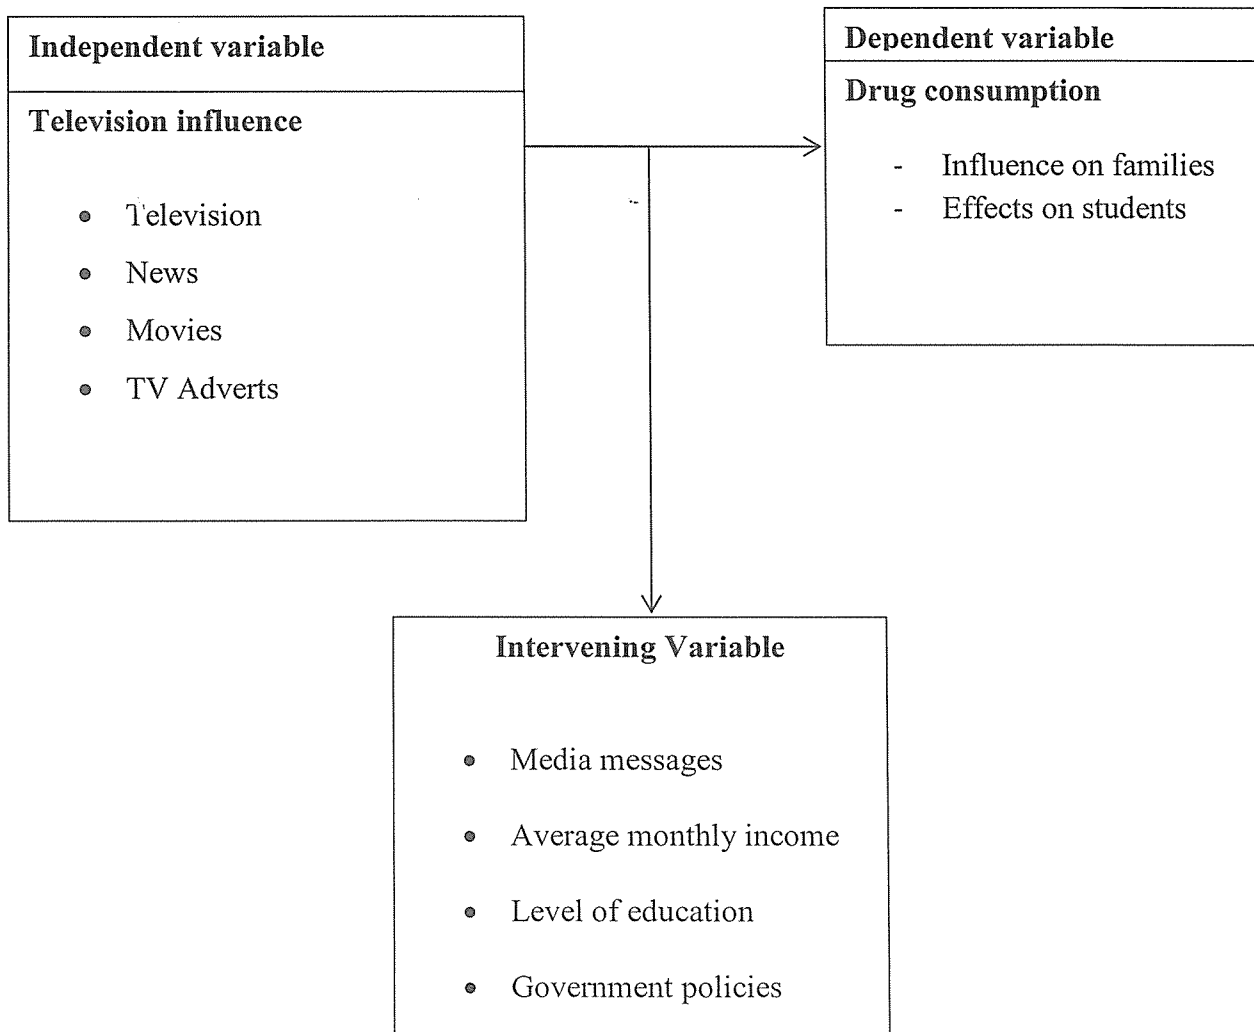 Independent variable
Television influence
• Television
• News
• Movies
• TV Adverts
Dependent variable
Drug consumption
- Influence on families
- Effects on students
Intervening Variable
• Media messages
• Average monthly income
• Level of education
• Government policies